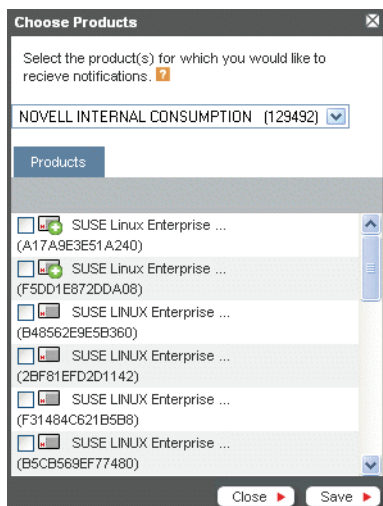 Choose Products
Select the product(s) for which you would like to
recieve notifications. ?
NOVELL INTERNAL CONSUMPTION (129492)
Products
SUSE Linux Enterprise ...
(A17A9E3E51A240)
SUSE Linux Enterprise ...
(F5DD1E872DDA08)
SUSE LINUX Enterprise ...
(B48562E9E5B360)
SUSE LINUX Enterprise ...
(2BF81EFD2D1142)
SUSE LINUX Enterprise ...
(F31484C621B5B8)
SUSE LINUX Enterprise ...
(B5CB569EF77480)
Close Save